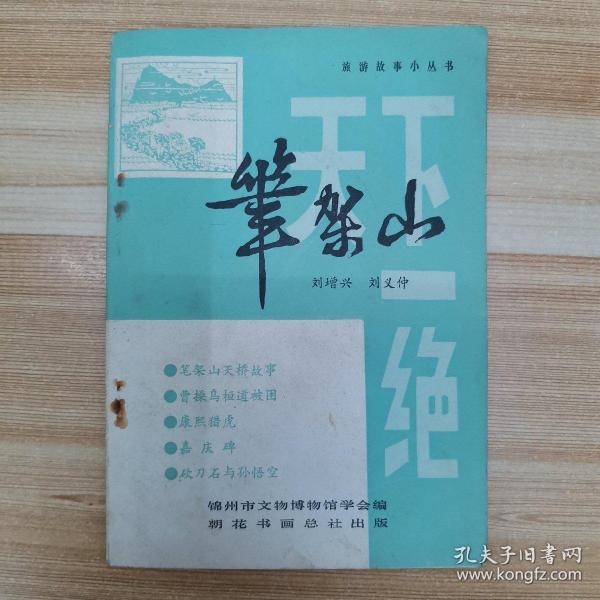 旅游故事小丛书
天下一绝
筆架山
刘增兴 刘义仲
●笔架山天桥故事
●曹操乌桓道被困
●康熙猎虎
●嘉庆碑
●砍刀石与孙悟空
锦州市文物博物馆学会编
朝花书画总社出版
孔夫子旧书网
www.kongfz.com